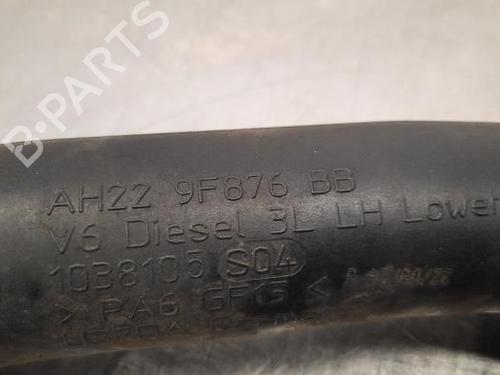 B-PARTS
AH22 9F876 BB
V6 Diesel 3L LH Lower
1038105 S04
> PA6 GF15 <